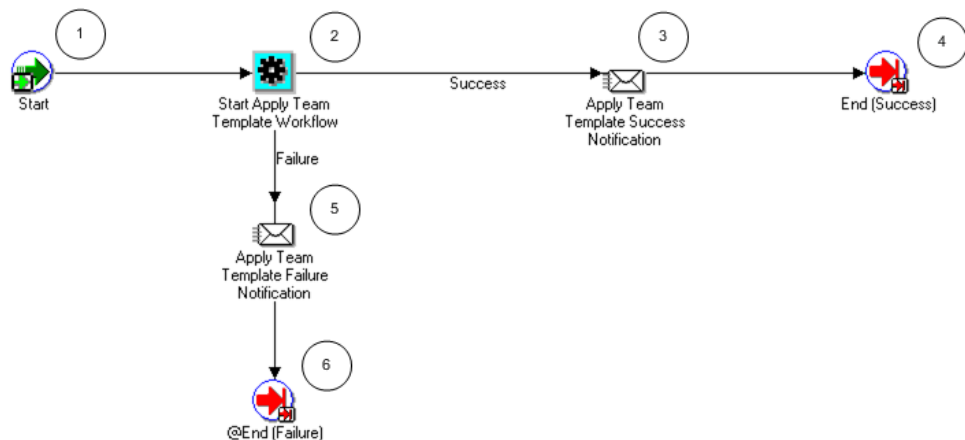 1
2
3
4
Start
Start Apply Team
Template Workflow
Success
Apply Team
Template Success
Notification
End (Success)
Failure
5
Apply Team
Template Failure
Notification
6
@End (Failure)